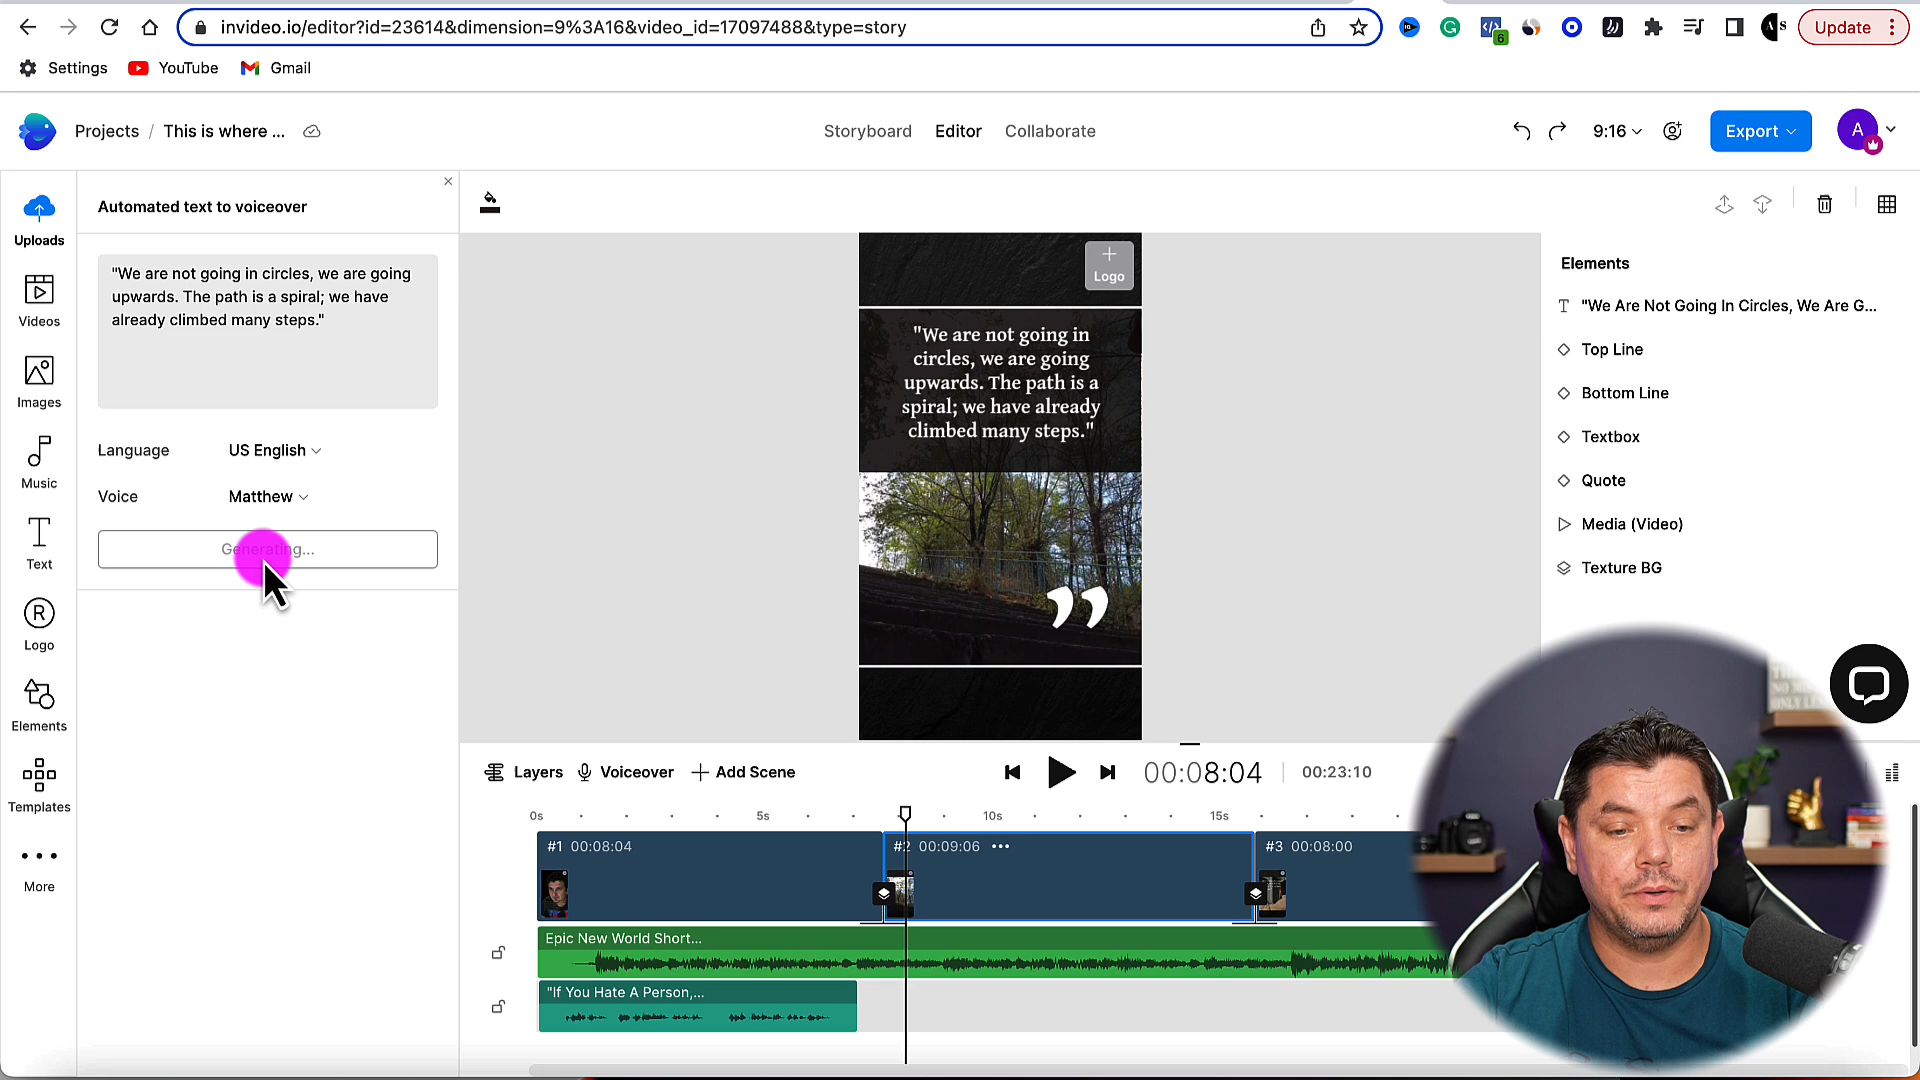 invideo.io/editor?id=23614&dimension=9%3A16&video_id=17097488&type=story
6
A S
Update
Settings
YouTube
Gmail
Projects / This is where ...
Storyboard
Editor
Collaborate
9:16
Export
A
Uploads
Videos
Images
Music
Text
Logo
Elements
Templates
More
Automated text to voiceover
"We are not going in circles, we are going
upwards. The path is a spiral; we have
already climbed many steps."
Language
US English
Voice
Matthew
Generating...
Logo
"We are not going in
circles, we are going
upwards. The path is a
spiral; we have already
climbed many steps."
Elements
"We Are Not Going In Circles, We Are G...
Top Line
Bottom Line
Textbox
Quote
Media (Video)
Texture BG
Layers
Voiceover
Add Scene
00:08:04
00:23:10
0s
5s
10s
15s
#1 00:08:04
#2 00:09:06
#3 00:08:00
Epic New World Short...
"If You Hate A Person,...